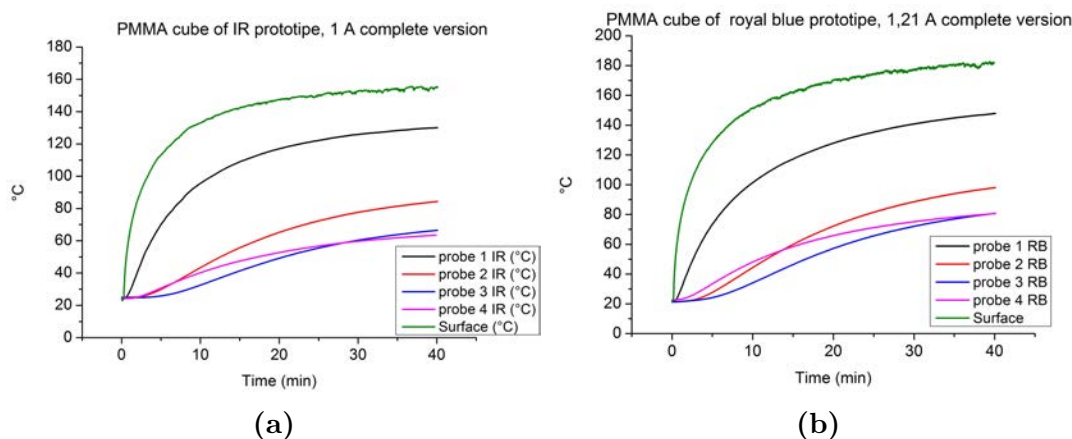 PMMA cube of IR prototipe, 1 A complete version
180
160
140
120
100
80
60
40
20
0
°C
0 10 20 30 40
Time (min)
probe 1 IR (°C)
probe 2 IR (°C)
probe 3 IR (°C)
probe 4 IR (°C)
Surface (°C)
(a)
PMMA cube of royal blue prototipe, 1,21 A complete version
200
180
160
140
120
100
80
60
40
20
0
°C
0 10 20 30 40
Time (min)
probe 1 RB
probe 2 RB
probe 3 RB
probe 4 RB
Surface
(b)